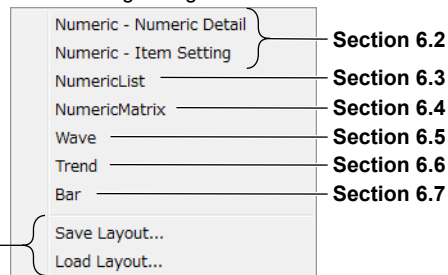 Numeric - Numeric Detail
Numeric - Item Setting
Section 6.2
NumericList
Section 6.3
NumericMatrix
Section 6.4
Wave
Section 6.5
Trend
Section 6.6
Bar
Section 6.7
Save Layout...
Load Layout...